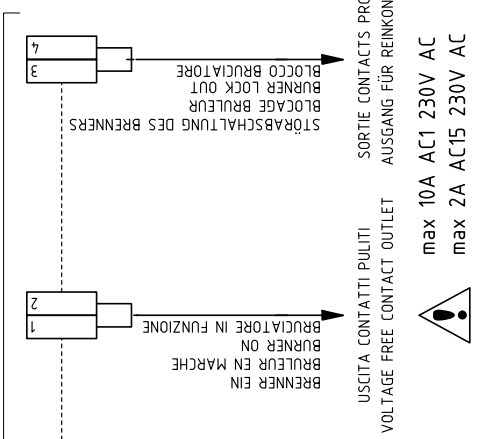 4
3
BLOCCO BRUCIATORE
BURNER LOCK OUT
BLOCAGE BRULEUR
STÖRABSCHALTUNG DES BRENNERS
2
1
BRUCIATORE IN FUNZIONE
BURNER ON
BRULEUR EN MARCHE
BRENNER EIN
USCITA CONTATTI PULITI
VOLTAGE FREE CONTACT OUTLET
SORTIE CONTACTS
AUSGANG FÜR
max 10A AC1 230V AC
max 2A AC15 230V AC